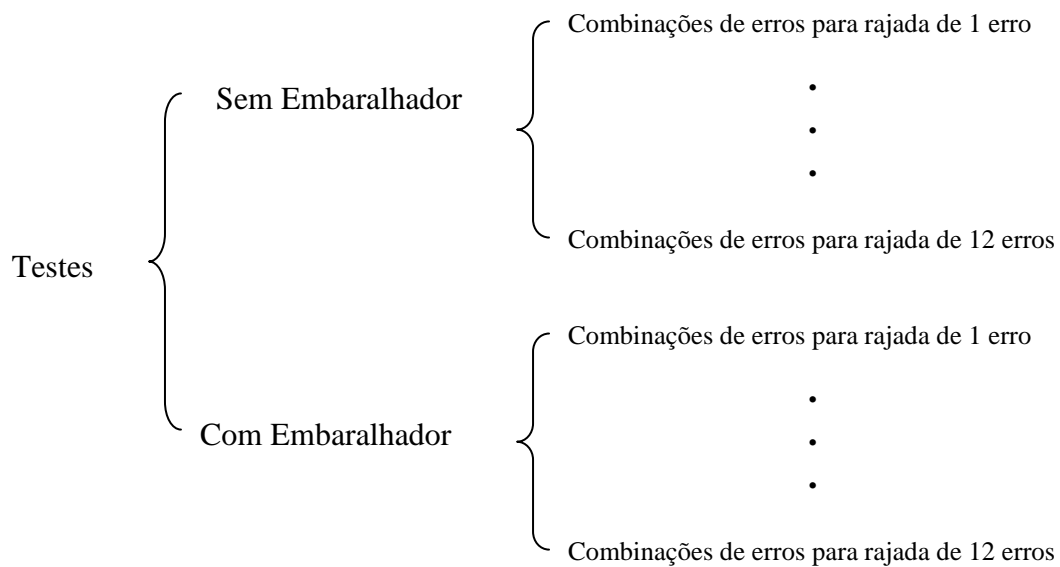 Testes
Sem Embaralhador
Combinações de erros para rajada de 1 erro
Combinações de erros para rajada de 12 erros
Com Embaralhador
Combinações de erros para rajada de 1 erro
Combinações de erros para rajada de 12 erros